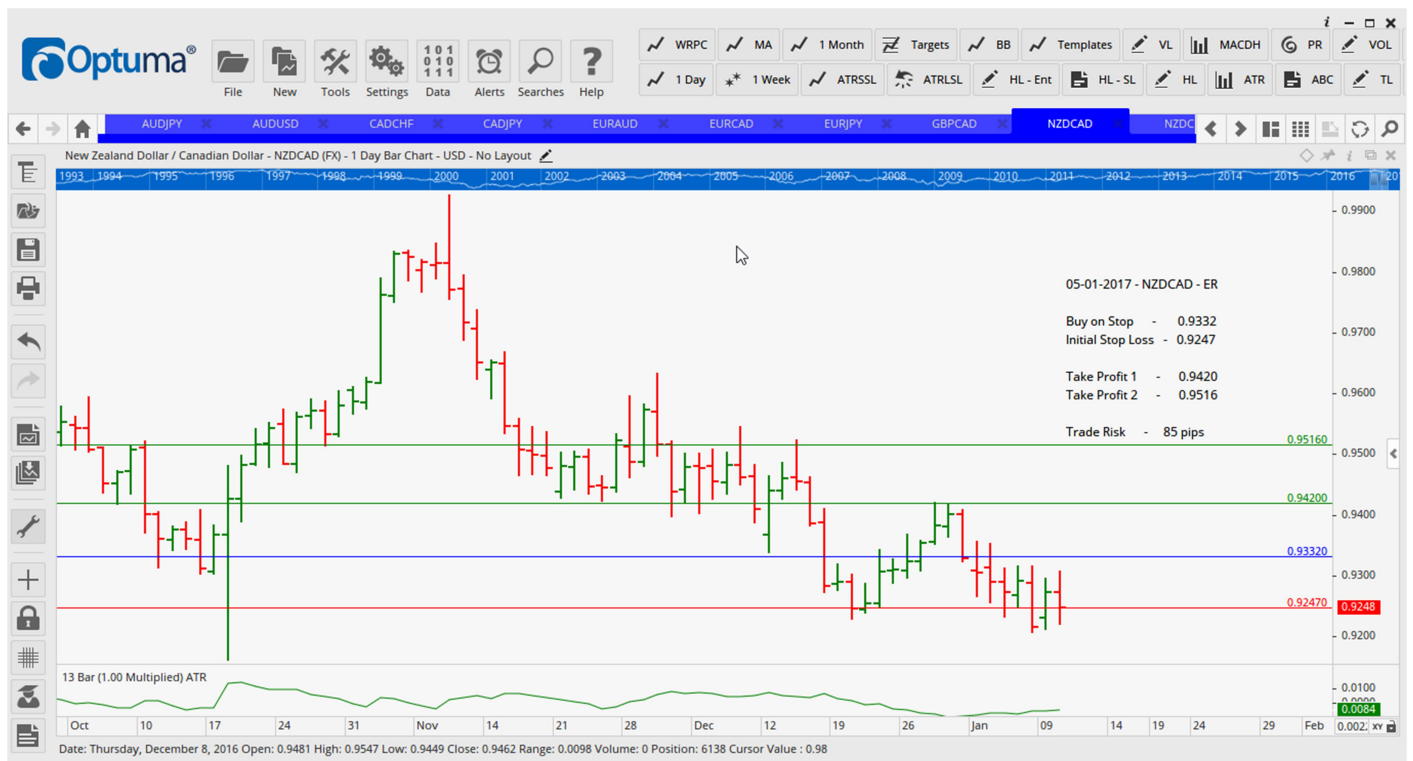 Optuma®
File New Tools Settings Data Alerts Searches Help
101
010
111
WRPC MA 1 Month Targets BB Templates VL MACDH PR VOL
1 Day 1 Week ATRSSL ATRLSL HL - Ent HL - SL HL ATR ABC TL
AUDJPY AUDUSD CADCHF CADJPY EURAUD EURCAD EURJPY GBPCAD NZDCAD NZDC
New Zealand Dollar / Canadian Dollar - NZDCAD (FX) - 1 Day Bar Chart - USD - No Layout
1993 1994 1995 1996 1997 1998 1999 2000 2001 2002 2003 2004 2005 2006 2007 2008 2009 2010 2011 2012 2013 2014 2015 2016 20
0.9900
0.9800
05-01-2017 - NZDCAD - ER
Buy on Stop - 0.9332
0.9700
Initial Stop Loss - 0.9247
Take Profit 1 - 0.9420
0.9600
Take Profit 2 - 0.9516
Trade Risk - 85 pips
0.95160
0.9500
0.94200
0.9400
0.93320
0.9300
0.92470
0.9248
0.9200
13 Bar (1.00 Multiplied) ATR
0.0100
0.0084
Oct 10 17 24 31 Nov 14 21 28 Dec 12 19 26 Jan 09 14 19 24 29 Feb 0.002 XY
Date: Thursday, December 8, 2016 Open: 0.9481 High: 0.9547 Low: 0.9449 Close: 0.9462 Range: 0.0098 Volume: 0 Position: 6138 Cursor Value : 0.98